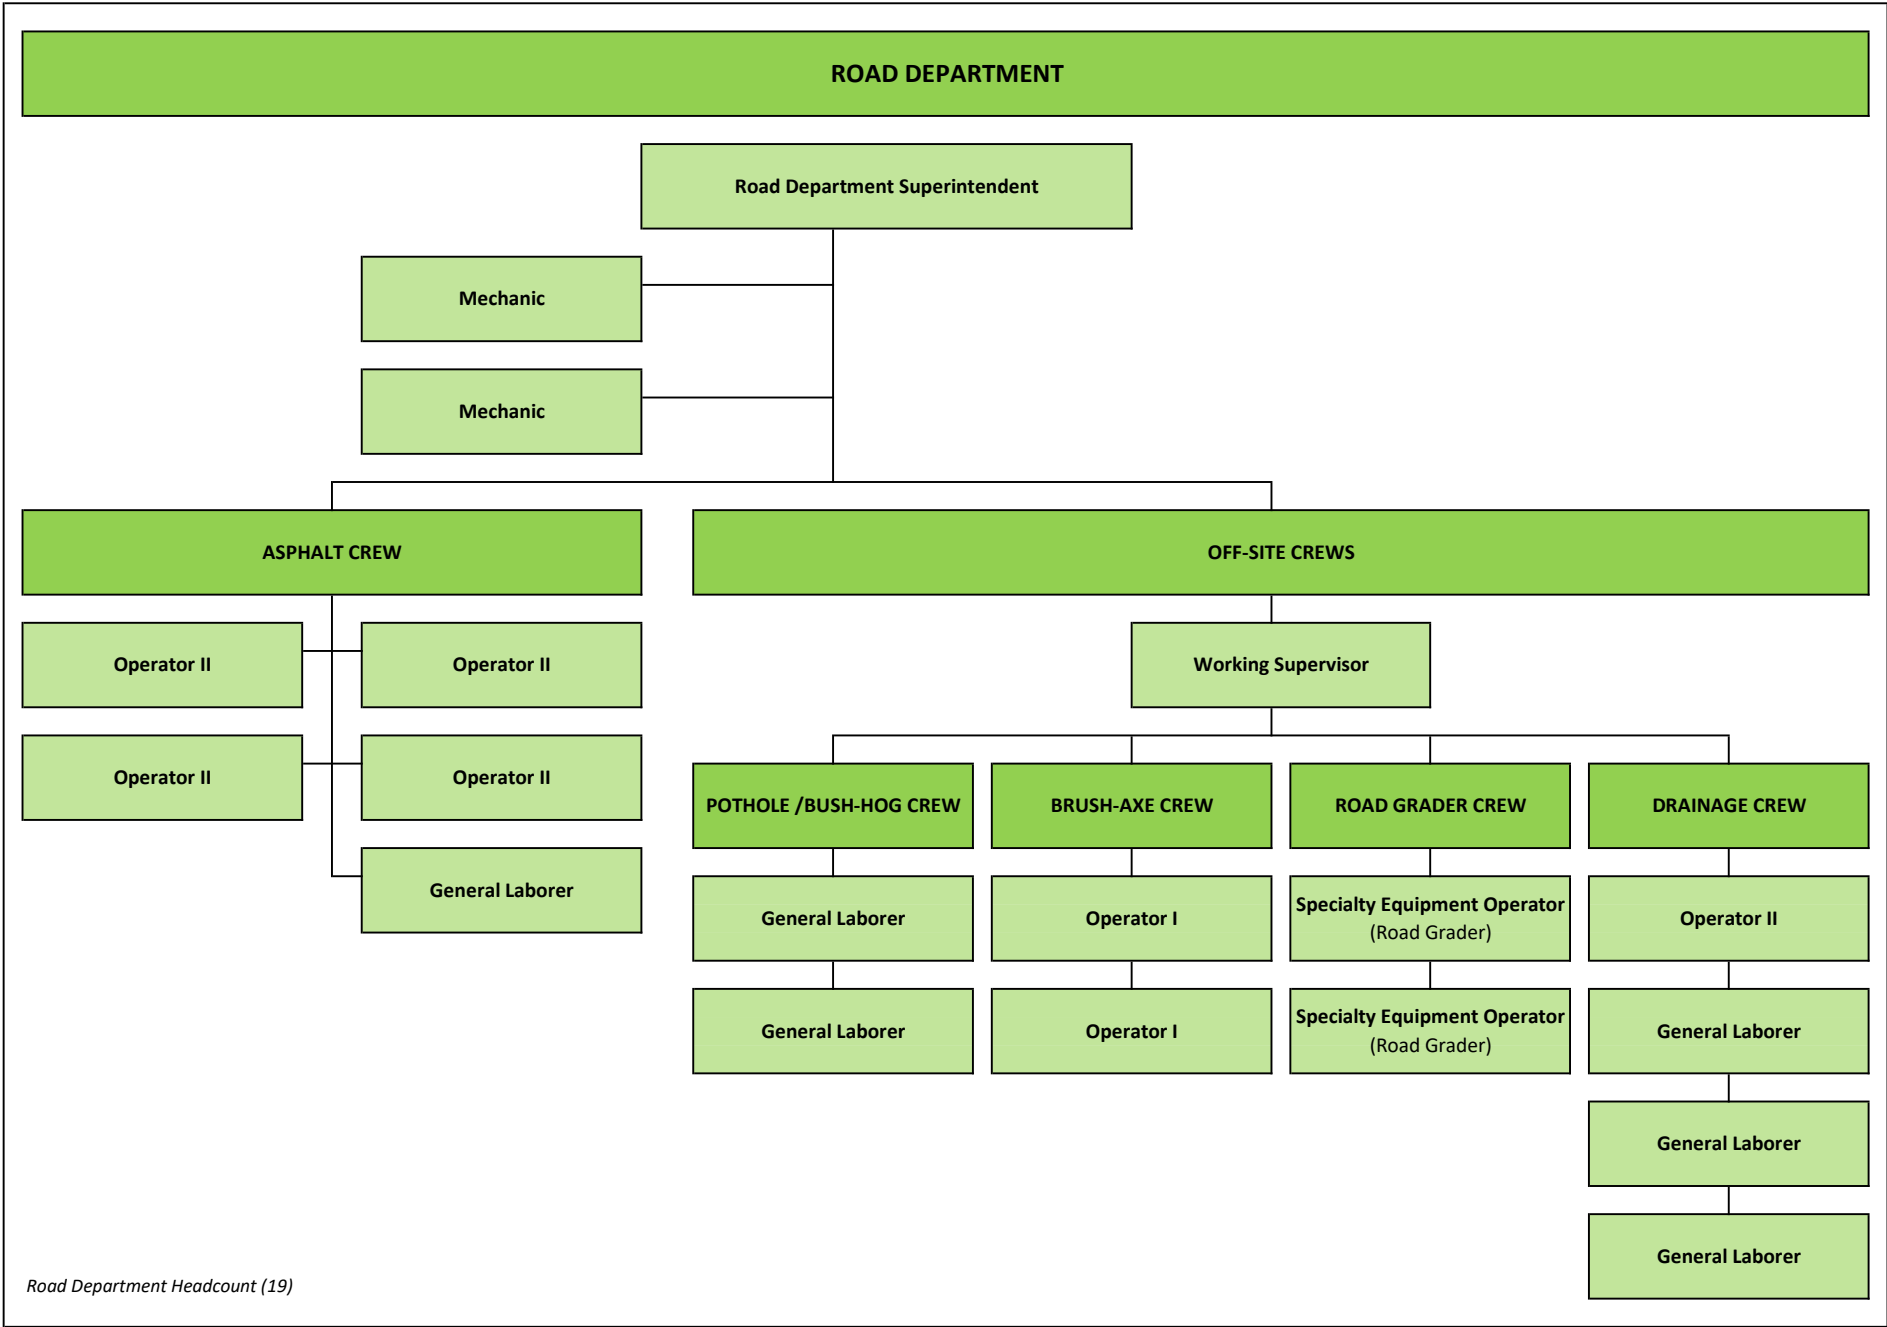 ROAD DEPARTMENT
Road Department Superintendent
Mechanic
Mechanic
ASPHALT CREW
OFF-SITE CREWS
Operator II
Operator II
Working Supervisor
Operator II
Operator II
POTHOLE /BUSH-HOG CREW
BRUSH-AXE CREW
ROAD GRADER CREW
DRAINAGE CREW
General Laborer
General Laborer
Operator I
Specialty Equipment Operator
(Road Grader)
Operator II
General Laborer
Operator I
Specialty Equipment Operator
(Road Grader)
General Laborer
General Laborer
General Laborer
Road Department Headcount (19)